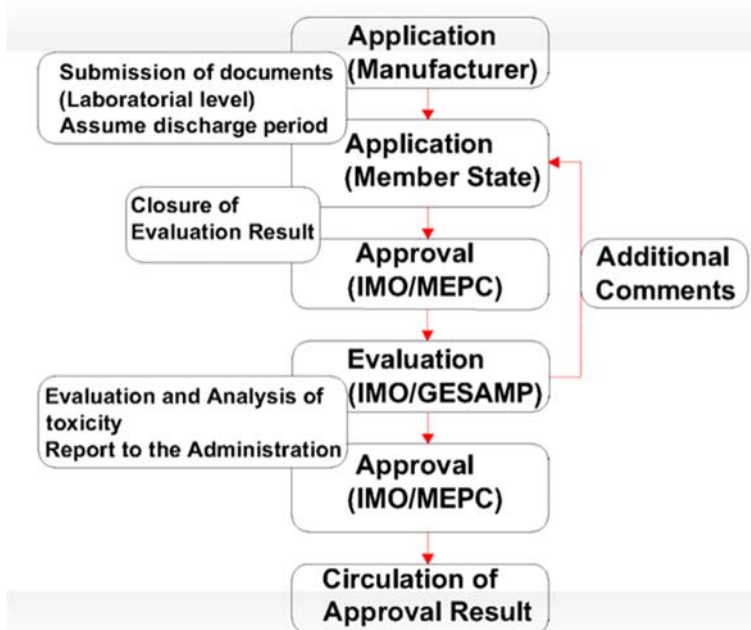 Application
(Manufacturer)
Submission of documents
(Laboratorial level)
Assume discharge period
Application
(Member State)
Closure of
Evaluation Result
Approval
(IMO/MEPC)
Additional
Comments
Evaluation
(IMO/GESAMP)
Evaluation and Analysis of
toxicity
Report to the Administration
Approval
(IMO/MEPC)
Circulation of
Approval Result